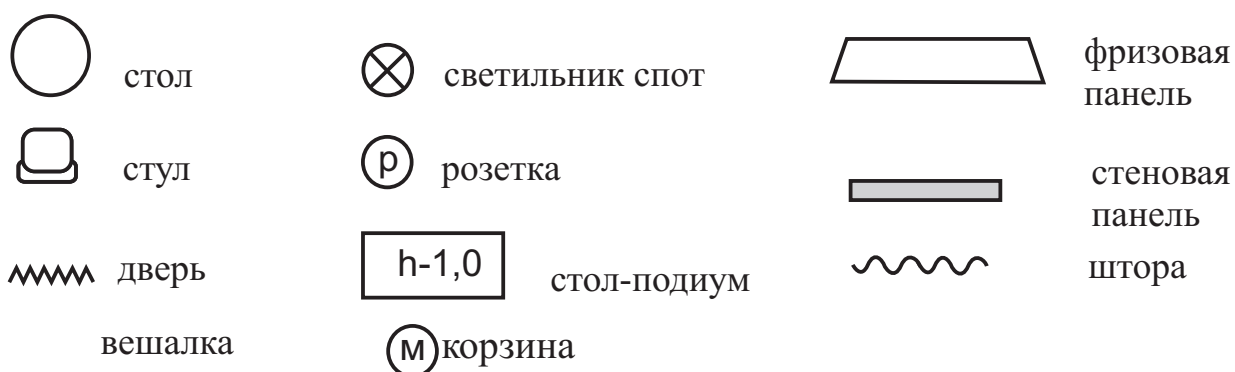 стол
светильник спот
фризовая
панель
стул
р
розетка
стеновая
панель
дверь
h-1,0
стол-подиум
штора
вешалка
м
корзина